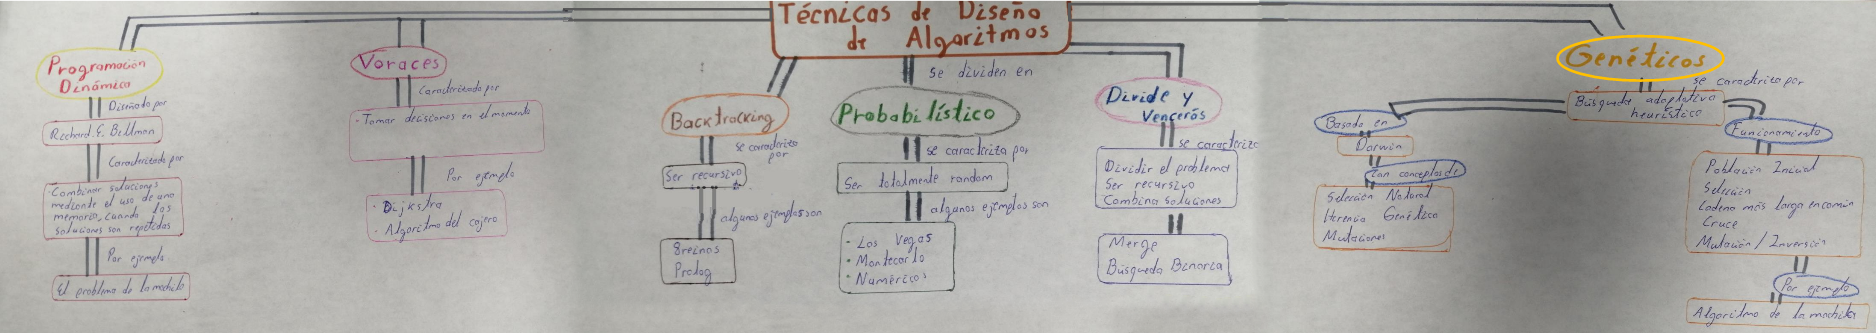 Técnicas de Diseño
de Algoritmos
Programación
Dinámica
Diseñado por
Richard E. Bellman
Caracterizado por
Combinar soluciones
mediante el uso de una
memoria, cuando las
soluciones son repetidas
Por ejemplo
El problema de la mochila
Voraces
Caracterizado por
- Tomar decisiones en el momento
Por ejemplo
· Dijkstra
· Algoritmo del cajero
se dividen en
Backtracking
se caracteriza
por
Ser recursivo
algunos ejemplos son
8 reinas
Prolog
Probabilístico
se caracteriza por
Ser totalmente random
algunos ejemplos son
· Las Vegas
· Montecarlo
· Numéricos
Divide y
Vencerás
se caracteriza
Dividir el problema
Ser recursivo
Combina soluciones
Merge
Búsqueda Binaria
Genéticos
se caracteriza por
Búsqueda adaptativa
heurística
Basado en
Darwin
Con conceptos de
Selección Natural
Herencia Genética
Mutaciones
Funcionamiento
Población Inicial
Selección
Cadena más larga en común
Cruce
Mutación / Inversión
Por ejemplo
Algoritmo de la mochila